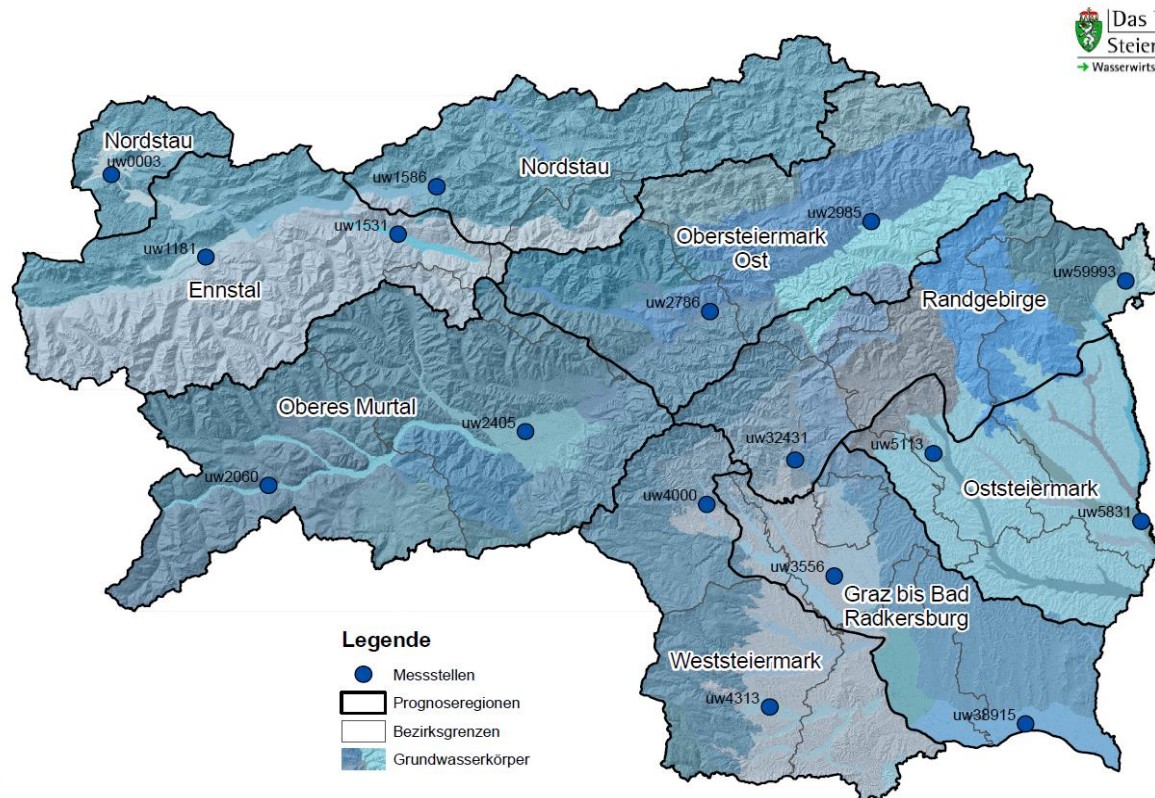 Das
Steier
→ Wasserwirts
Nordstau
uw0003
Nordstau
uw1586
uw1531
uw1181
Ennstal
uw2985
Obersteiermark
Ost
uw2786
uw59993
Randgebirge
Oberes Murtal
uw2405
uw2060
uw32431
uw5113
Oststeiermark
uw5831
uw4000
uw3556
Graz bis Bad
Radkersburg
Weststeiermark
uw4313
uw38915
Legende
Messstellen
Prognoseregionen
Bezirksgrenzen
Grundwasserkörper